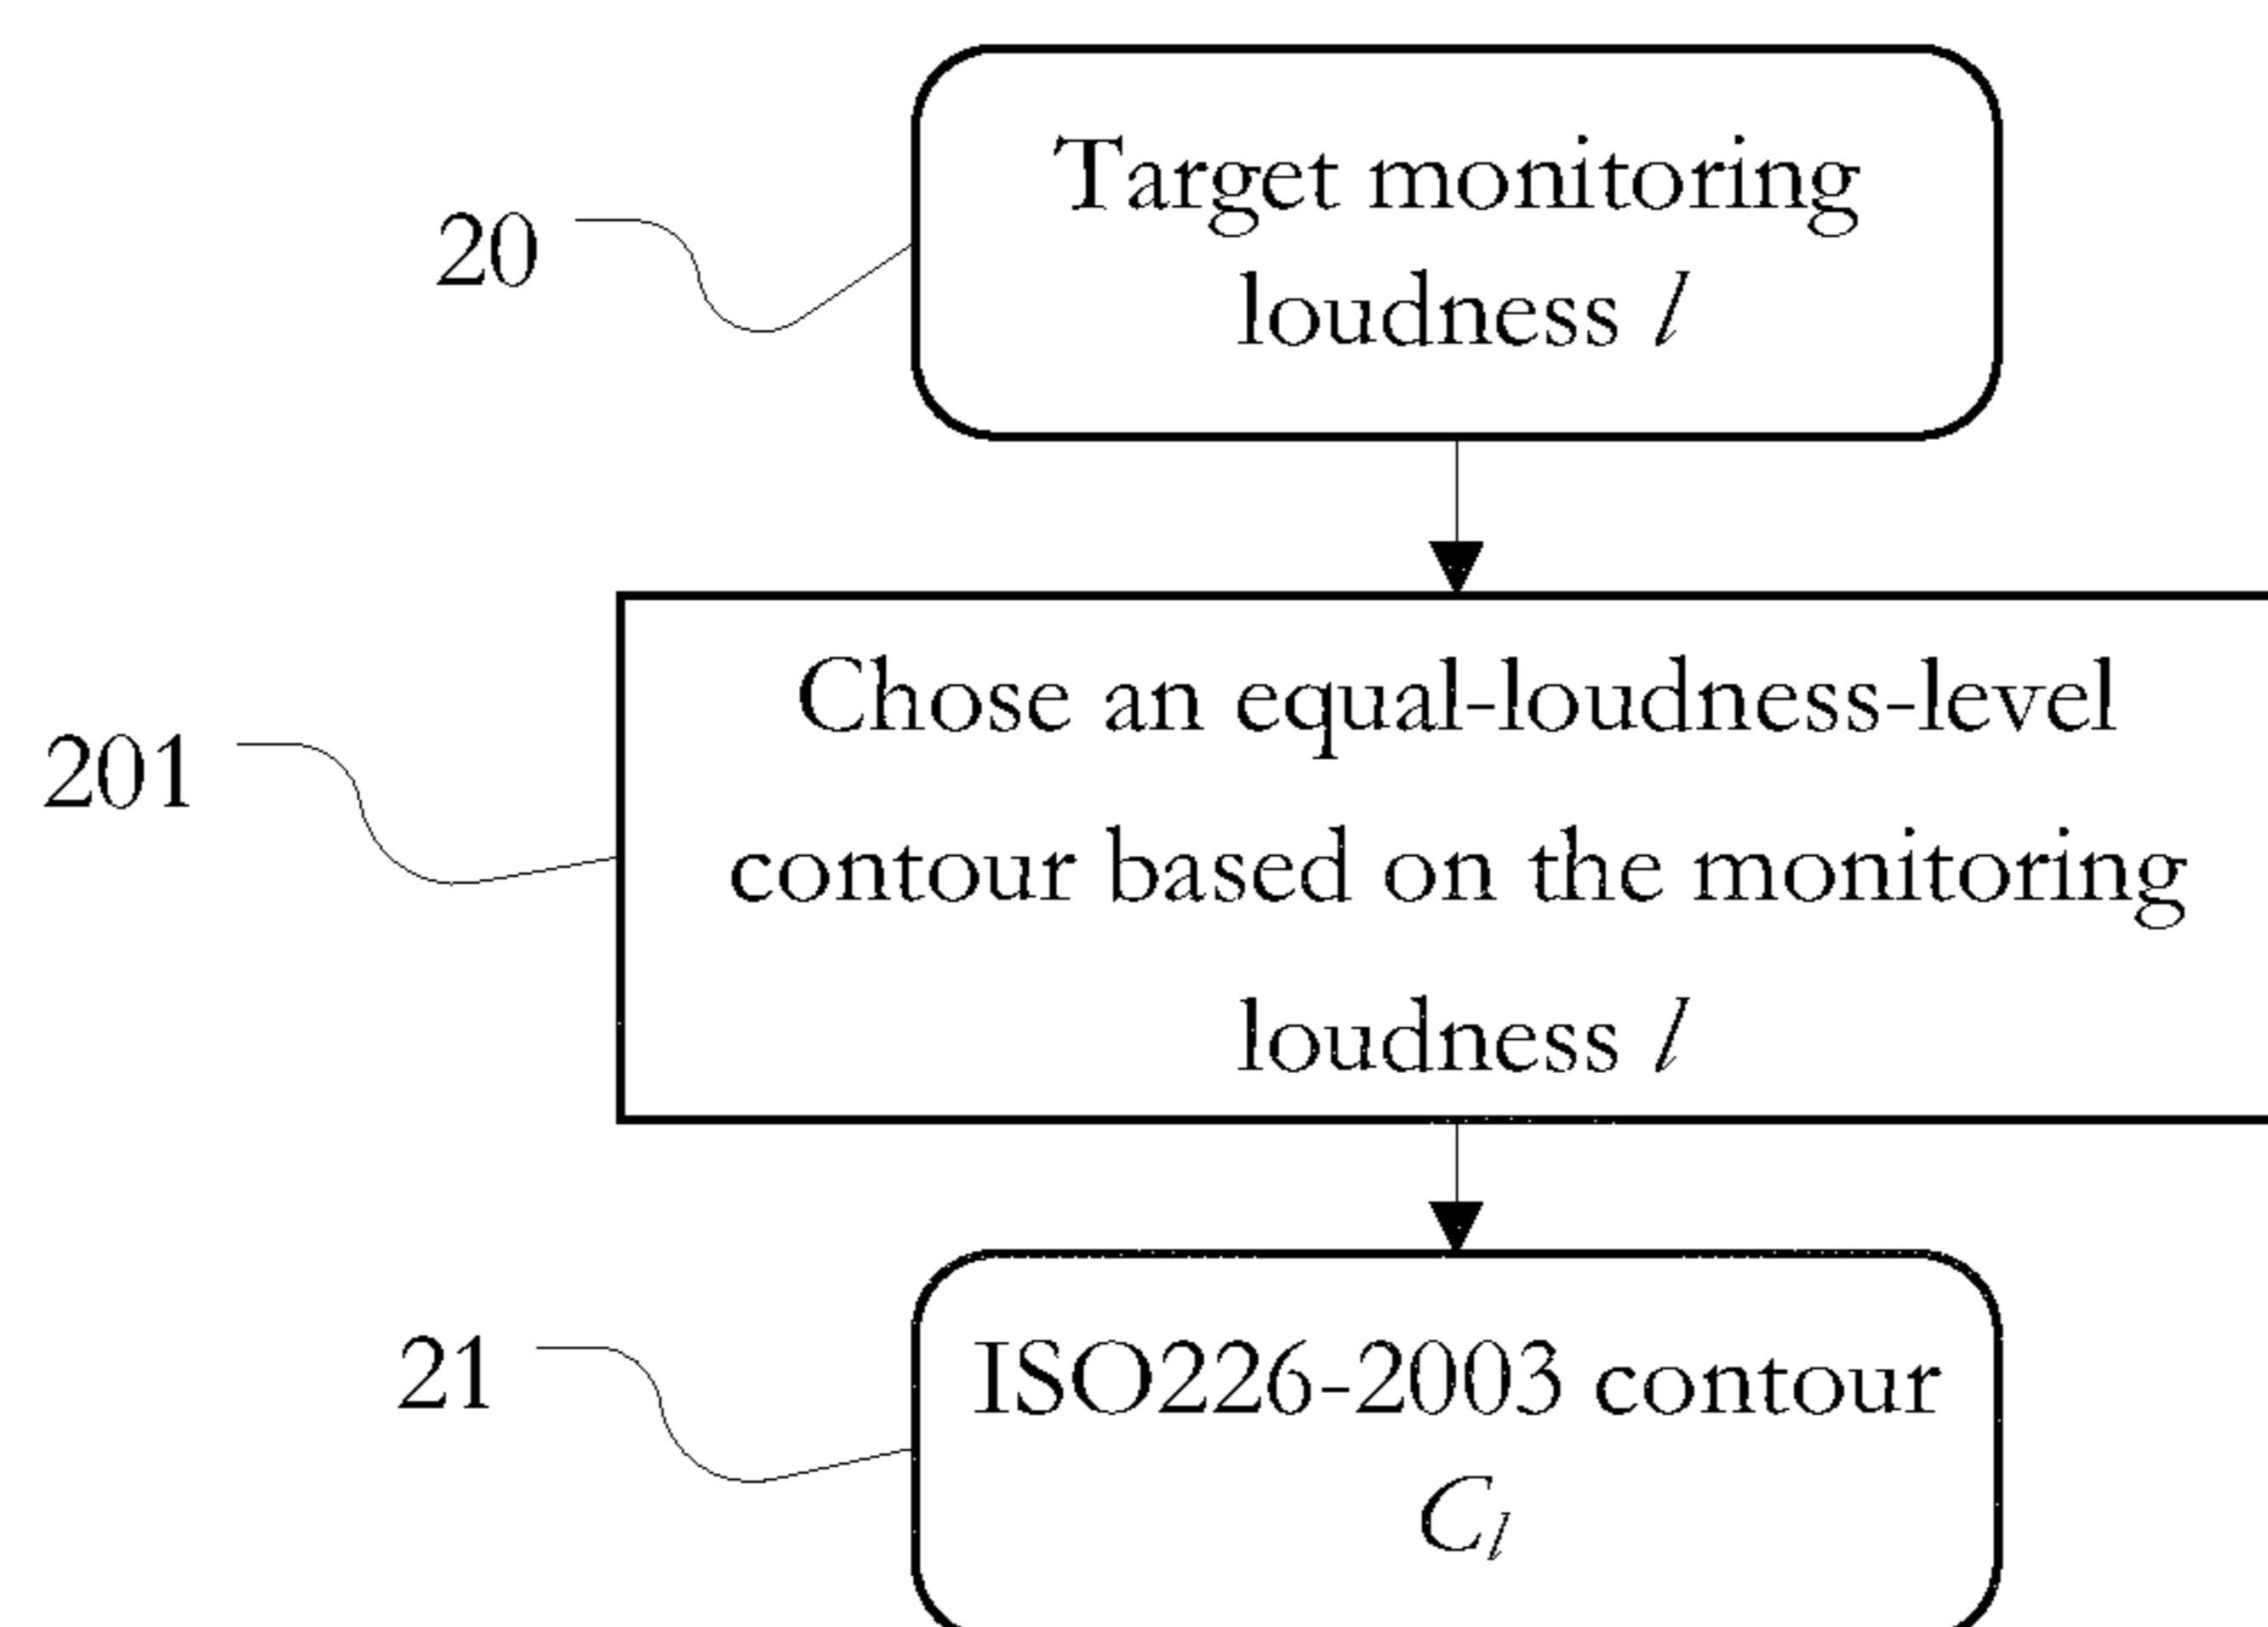 Target monitoring
20
loudness l
Chose an equal-loudness-level
201
contour based on the monitoring
loudness l
21
ISO226-2003 contour
C_l